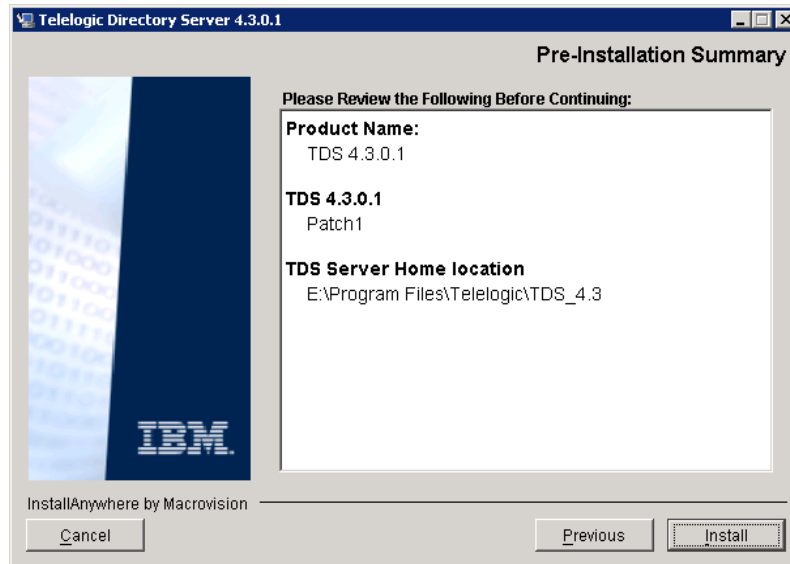 Telelogic Directory Server 4.3.0.1
Pre-Installation Summary
Please Review the Following Before Continuing:
Product Name:
TDS 4.3.0.1
TDS 4.3.0.1
Patch1
TDS Server Home location
E:\Program Files\Telelogic\TDS_4.3
IBM.
InstallAnywhere by Macrovision
Cancel
Previous
Install